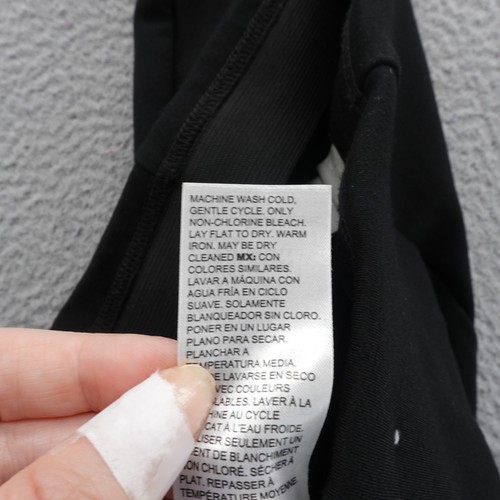 MACHINE WASH COLD,
GENTLE CYCLE. ONLY
NON-CHLORINE BLEACH.
LAY FLAT TO DRY. WARM
IRON. MAY BE DRY
CLEANED MX: CON
COLORES SIMILARES.
LAVAR A MÁQUINA CON
AGUA FRÍA EN CICLO
SUAVE. SOLAMENTE
BLANQUEADOR SIN CLORO.
PONER EN UN LUGAR
PLANO PARA SECAR.
PLANCHAR A
TEMPERATURA MEDIA.
DE LAVARSE EN SECO
AVEC COULEURS
LAVER À LA
AU CYCLE
À L'EAU FROIDE.
SEULEMENT UN
DE BLANCHIMENT
NON CHLORÉ. SÉCHER À
PLAT. REPASSER À
TEMPÉRATURE MOYENNE.